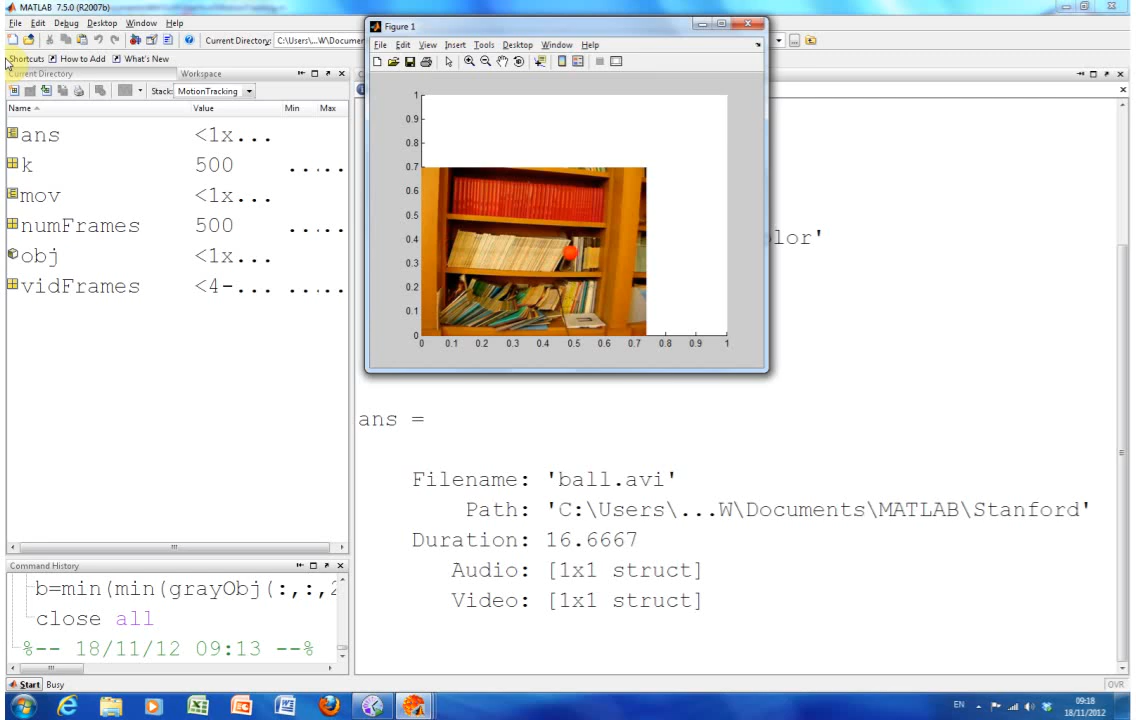 MATLAB 7.5.0 (R2007b)
File Edit Debug Desktop Window Help
Current Directory: C:\Users\...W\Docume
Shortcuts How to Add What's New
Current Directory Workspace
Stack: MotionTracking
Name Value Min Max
ans <1x...
k 500 .....
mov <1x...
numFrames 500 .....
obj <1x...
vidFrames <4-... .....
Command History
b=min(min(grayObj(:,:,2
close all
%-- 18/11/12 09:13 --%
Start Busy
Figure 1
File Edit View Insert Tools Desktop Window Help
1
0.9
0.8
0.7
0.6
0.5
0.4
0.3
0.2
0.1
0
0 0.1 0.2 0.3 0.4 0.5 0.6 0.7 0.8 0.9 1
lor'
ans =
Filename: 'ball.avi'
Path: 'C:\Users\...W\Documents\MATLAB\Stanford'
Duration: 16.6667
Audio: [1x1 struct]
Video: [1x1 struct]
OVR
EN
09:18
18/11/2012